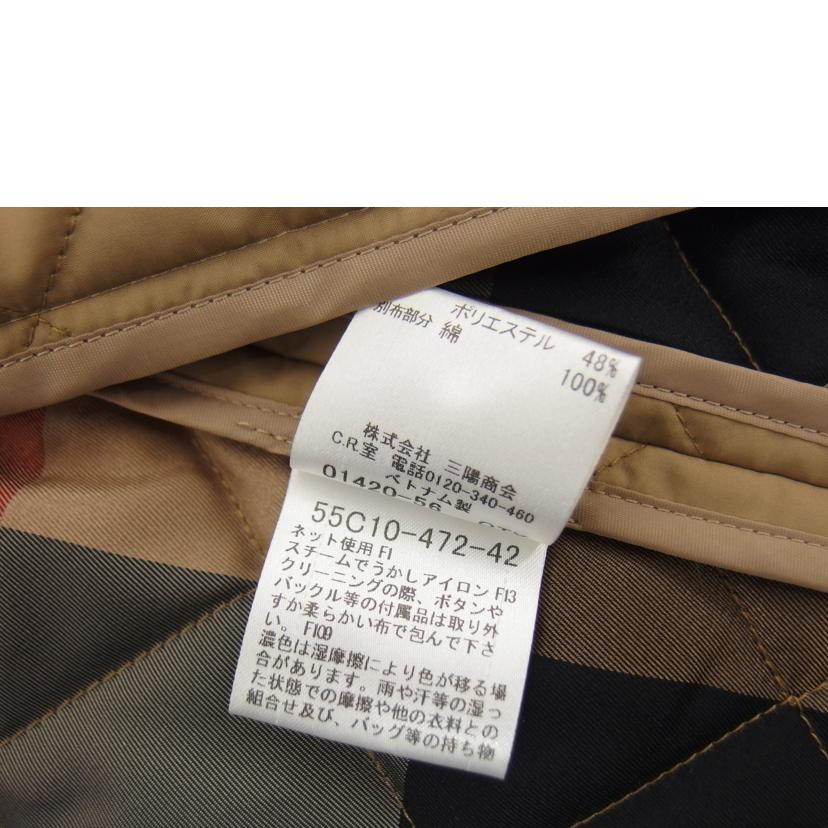 ポリエステル 48%
別布部分 綿 100%
株式会社 三陽商会
C.R.室 電話0120-340-460
ベトナム製
01420-56
55C10-472-42
ネット使用 FI
スチームでうかしアイロン F13
クリーニングの際、ボタンや
バックル等の付属品は取り外
すか柔らかい布で包んで下さ
い。 F109
濃色は湿摩擦により色が移る場
合があります。雨や汗等の湿っ
た状態での摩擦や他の衣料との
組合せ及び、バッグ等の持ち物